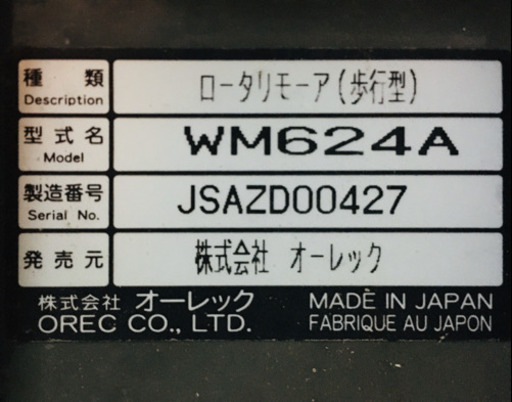 種 類 ロータリモーア(歩行型)
Description
型 式 名 WM624A
Model
製造番号 JSAZD00427
Serial No.
発 売 元 株式会社 オーレック
株式会社 オーレック MADE IN JAPAN
OREC CO., LTD. FABRIQUE AU JAPON